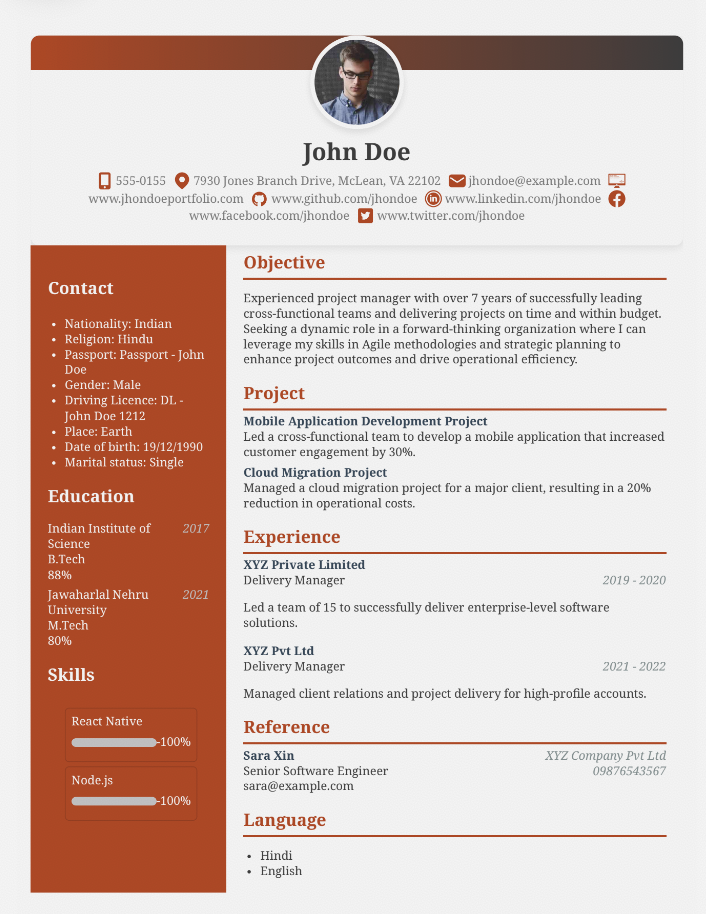 John Doe
555-0155 7930 Jones Branch Drive, McLean, VA 22102 jhondoe@example.com
www.jhondoeportfolio.com www.github.com/jhondoe www.linkedin.com/jhondoe
www.facebook.com/jhondoe www.twitter.com/jhondoe
Contact
• Nationality: Indian
• Religion: Hindu
• Passport: Passport - John
Doe
• Gender: Male
• Driving Licence: DL -
John Doe 1212
• Place: Earth
• Date of birth: 19/12/1990
• Marital status: Single
Education
Indian Institute of 2017
Science
B.Tech
88%
Jawaharlal Nehru 2021
University
M.Tech
80%
Skills
React Native
-100%
Node.js
-100%
Objective
Experienced project manager with over 7 years of successfully leading
cross-functional teams and delivering projects on time and within budget.
Seeking a dynamic role in a forward-thinking organization where I can
leverage my skills in Agile methodologies and strategic planning to
enhance project outcomes and drive operational efficiency.
Project
Mobile Application Development Project
Led a cross-functional team to develop a mobile application that increased
customer engagement by 30%.
Cloud Migration Project
Managed a cloud migration project for a major client, resulting in a 20%
reduction in operational costs.
Experience
XYZ Private Limited
Delivery Manager 2019 - 2020
Led a team of 15 to successfully deliver enterprise-level software
solutions.
XYZ Pvt Ltd
Delivery Manager 2021 - 2022
Managed client relations and project delivery for high-profile accounts.
Reference
Sara Xin XYZ Company Pvt Ltd
Senior Software Engineer 09876543567
sara@example.com
Language
• Hindi
• English